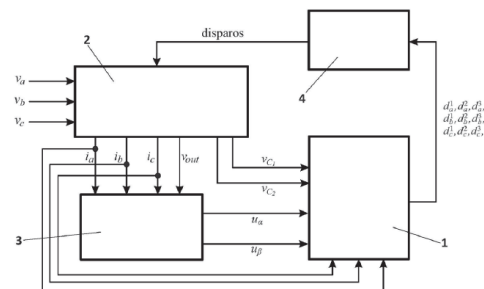 disparos
2
4
v_a
v_b
v_c
i_a i_b i_c v_out
v_C1
v_C2
d_a^1, d_a^2, d_a^3,
d_b^1, d_b^2, d_b^3,
d_c^1, d_c^2, d_c^3,
u_α
u_β
3
1